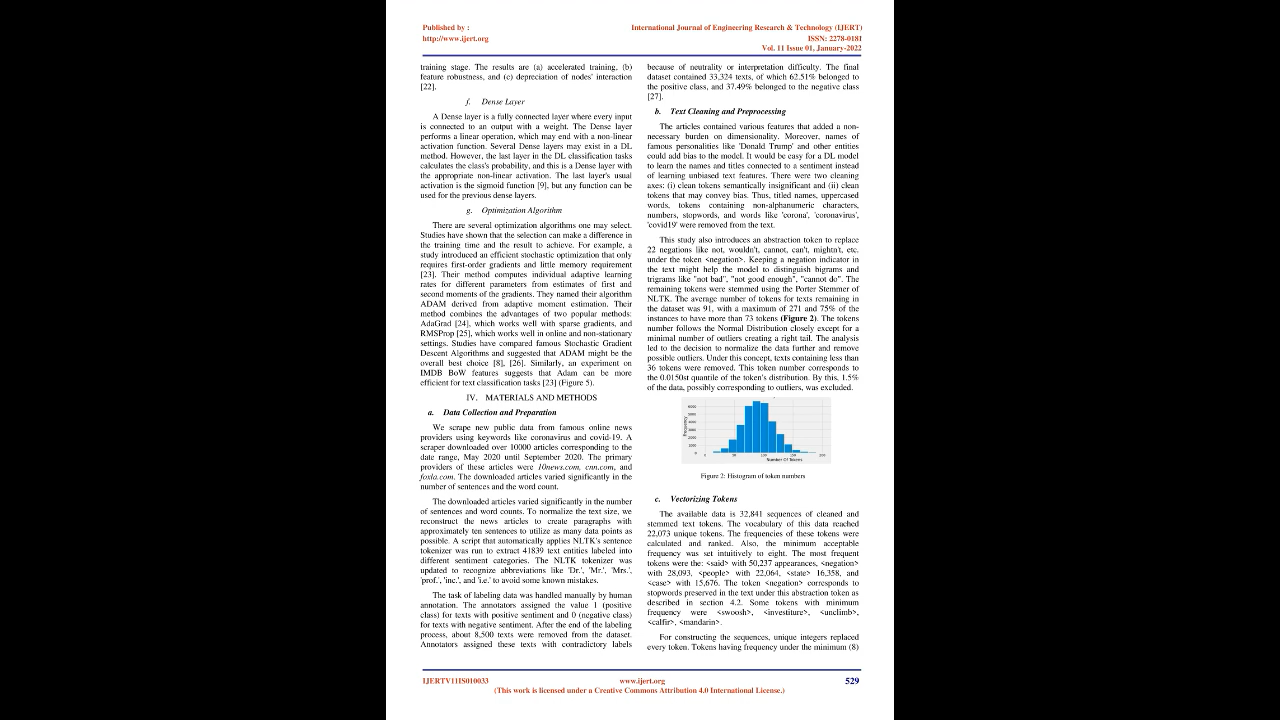 Published by :
http://www.ijert.org
International Journal of Engineering Research & Technology (IJERT)
ISSN: 2278-0181
Vol. 11 Issue 01, January-2022
training stage. The results are (a) accelerated training, (b)
feature robustness, and (c) depreciation of nodes' interaction
[22].
f. Dense Layer
A Dense layer is a fully connected layer where every input
is connected to an output with a weight. The Dense layer
performs a linear operation, which may end with a non-linear
activation function. Several Dense layers may exist in a DL
method. However, the last layer in the DL classification tasks
calculates the class's probability, and this is a Dense layer with
the appropriate non-linear activation. The last layer's usual
activation is the sigmoid function [9], but any function can be
used for the previous dense layers.
g. Optimization Algorithm
There are several optimization algorithms one may select.
Studies have shown that the selection can make a difference in
the training time and the result to achieve. For example, a
study introduced an efficient stochastic optimization that only
requires first-order gradients and little memory requirement
[23]. Their method computes individual adaptive learning
rates for different parameters from estimates of first and
second moments of the gradients. They named their algorithm
ADAM derived from adaptive moment estimation. Their
method combines the advantages of two popular methods:
AdaGrad [24], which works well with sparse gradients, and
RMSProp [25], which works well in online and non-stationary
settings. Studies have compared famous Stochastic Gradient
Descent Algorithms and suggested that ADAM might be the
overall best choice [8], [26]. Similarly, an experiment on
IMDB BoW features suggests that Adam can be more
efficient for text classification tasks [23] (Figure 5).
IV. MATERIALS AND METHODS
a. Data Collection and Preparation
We scrape new public data from famous online news
providers using keywords like coronavirus and covid-19. A
scraper downloaded over 10000 articles corresponding to the
date range, May 2020 until September 2020. The primary
providers of these articles were 10news.com, cnn.com, and
foxla.com. The downloaded articles varied significantly in the
number of sentences and the word count.
The downloaded articles varied significantly in the number
of sentences and word counts. To normalize the text size, we
reconstruct the news articles to create paragraphs with
approximately ten sentences to utilize as many data points as
possible. A script that automatically applies NLTK's sentence
tokenizer was run to extract 41839 text entities labeled into
different sentiment categories. The NLTK tokenizer was
updated to recognize abbreviations like 'Dr.', 'Mr.', 'Mrs.',
'prof.', 'inc.', and 'i.e.' to avoid some known mistakes.
The task of labeling data was handled manually by human
annotation. The annotators assigned the value 1 (positive
class) for texts with positive sentiment and 0 (negative class)
for texts with negative sentiment. After the end of the labeling
process, about 8,500 texts were removed from the dataset.
Annotators assigned these texts with contradictory labels
because of neutrality or interpretation difficulty. The final
dataset contained 33,324 texts, of which 62.51% belonged to
the positive class, and 37.49% belonged to the negative class
[27].
b. Text Cleaning and Preprocessing
The articles contained various features that added a non-
necessary burden on dimensionality. Moreover, names of
famous personalities like 'Donald Trump' and other entities
could add bias to the model. It would be easy for a DL model
to learn the names and titles connected to a sentiment instead
of learning unbiased text features. There were two cleaning
axes: (i) clean tokens semantically insignificant and (ii) clean
tokens that may convey bias. Thus, titled names, uppercased
words, tokens containing non-alphanumeric characters,
numbers, stopwords, and words like 'corona', 'coronavirus',
'covid19' were removed from the text.
This study also introduces an abstraction token to replace
22 negations like not, wouldn't, cannot, can't, mightn't, etc.
under the token <negation>. Keeping a negation indicator in
the text might help the model to distinguish bigrams and
trigrams like "not bad", "not good enough", "cannot do". The
remaining tokens were stemmed using the Porter Stemmer of
NLTK. The average number of tokens for texts remaining in
the dataset was 91, with a maximum of 271 and 75% of the
instances to have more than 73 tokens (Figure 2). The tokens
number follows the Normal Distribution closely except for a
minimal number of outliers creating a right tail. The analysis
led to the decision to normalize the data further and remove
possible outliers. Under this concept, texts containing less than
36 tokens were removed. This token number corresponds to
the 0.0150st quantile of the token's distribution. By this, 1.5%
of the data, possibly corresponding to outliers, was excluded.
Frequency
6000
5000
4000
3000
2000
1000
0
0 50 100 150 200
Number Of Tokens
Figure 2: Histogram of token numbers
c. Vectorizing Tokens
The available data is 32,841 sequences of cleaned and
stemmed text tokens. The vocabulary of this data reached
22,073 unique tokens. The frequencies of these tokens were
calculated and ranked. Also, the minimum acceptable
frequency was set intuitively to eight. The most frequent
tokens were the: <said> with 50,237 appearances, <negation>
with 28,093, <people> with 22,064, <state> 16,358, and
<case> with 15,676. The token <negation> corresponds to
stopwords preserved in the text under this abstraction token as
described in section 4.2. Some tokens with minimum
frequency were <swoosh>, <investiture>, <unclimb>,
<calfir>, <mandarin>.
For constructing the sequences, unique integers replaced
every token. Tokens having frequency under the minimum (8)
IJERTV11IS010033
www.ijert.org
529
(This work is licensed under a Creative Commons Attribution 4.0 International License.)